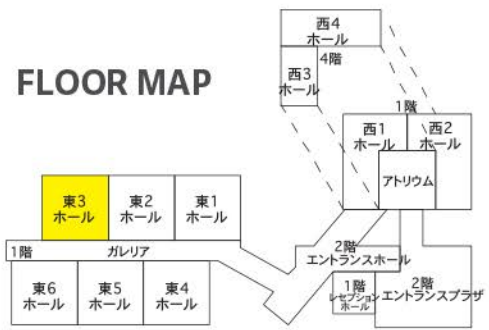 FLOOR MAP
西4
ホール
4階
西3
ホール
1階
西1
ホール
西2
ホール
アトリウム
東3
ホール
東2
ホール
東1
ホール
1階
ガレリア
東6
ホール
東5
ホール
東4
ホール
2階
エントランスホール
1階
レセプション
ホール
2階
エントランスプラザ